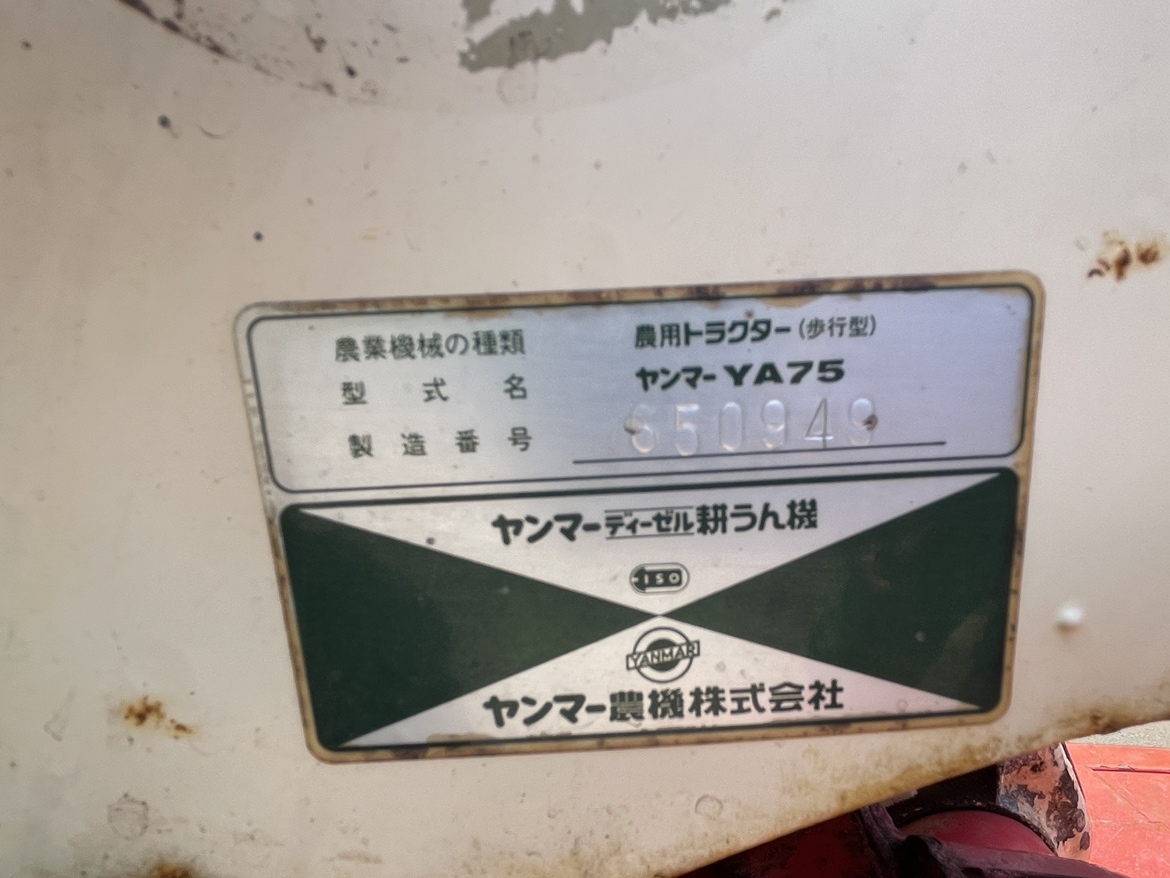 農業機械の種類 農用トラクター(歩行型)
型式名 ヤンマーYA75
製造番号 650949
ヤンマーディーゼル耕うん機
ISO
YANMAR
ヤンマー農機株式会社